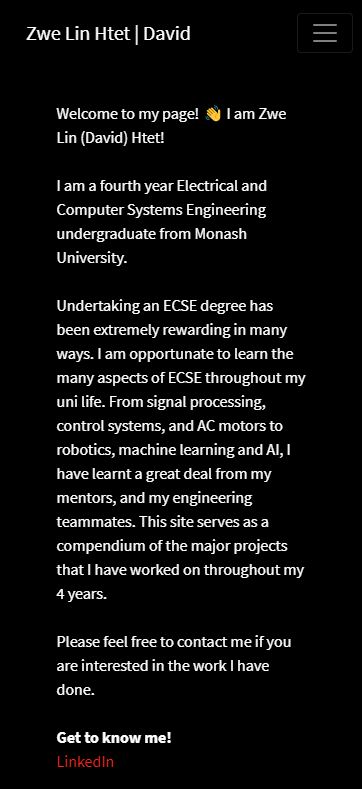 Zwe Lin Htet | David
Welcome to my page! 👋 I am Zwe
Lin (David) Htet!
I am a fourth year Electrical and
Computer Systems Engineering
undergraduate from Monash
University.
Undertaking an ECSE degree has
been extremely rewarding in many
ways. I am opportunate to learn the
many aspects of ECSE throughout my
uni life. From signal processing,
control systems, and AC motors to
robotics, machine learning and AI, I
have learnt a great deal from my
mentors, and my engineering
teammates. This site serves as a
compendium of the major projects
that I have worked on throughout my
4 years.
Please feel free to contact me if you
are interested in the work I have
done.
Get to know me!
LinkedIn